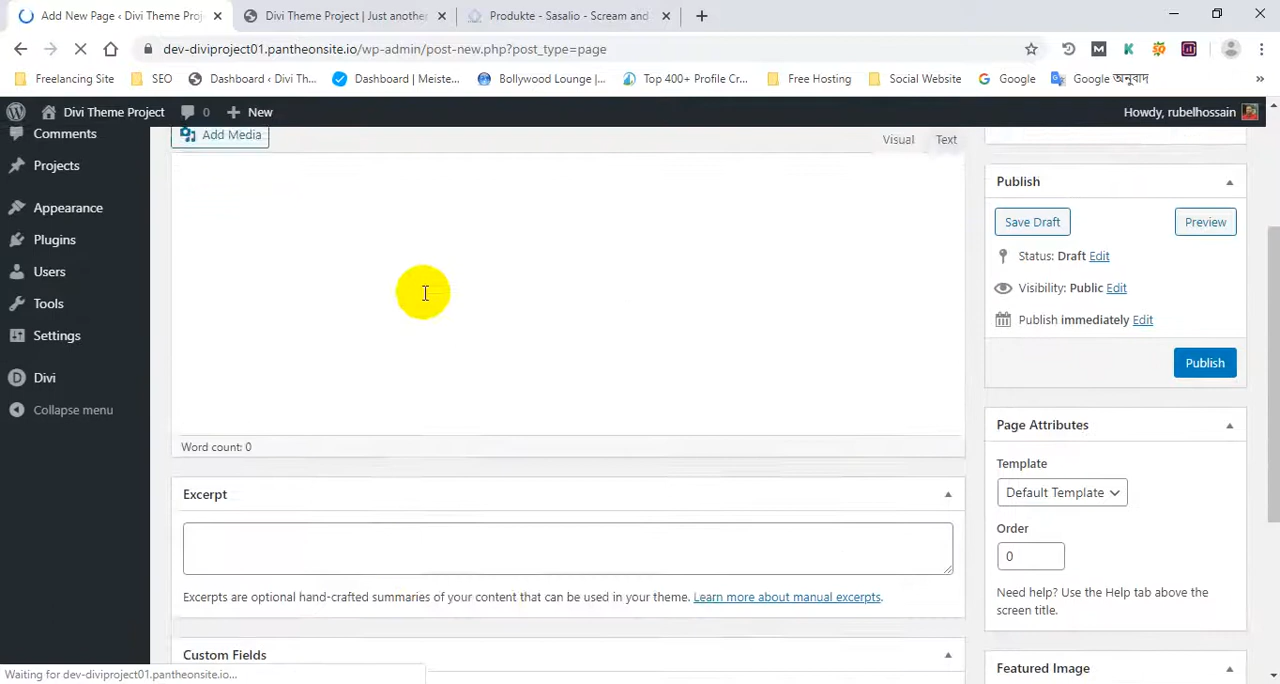 Add New Page ‹ Divi Theme Proj
Divi Theme Project | Just another
Produkte - Sasalio - Scream and
dev-diviproject01.pantheonsite.io/wp-admin/post-new.php?post_type=page
Freelancing Site
SEO
Dashboard ‹ Divi Th...
Dashboard | Meiste...
Bollywood Lounge |...
Top 400+ Profile Cr...
Free Hosting
Social Website
Google
Google অনুবাদ
»
Divi Theme Project
0
New
Howdy, rubelhossain
Comments
Projects
Appearance
Plugins
Users
Tools
Settings
Divi
Collapse menu
Add Media
Visual
Text
Word count: 0
Excerpt
Excerpts are optional hand-crafted summaries of your content that can be used in your theme. Learn more about manual excerpts.
Custom Fields
Publish
Save Draft
Preview
Status: Draft Edit
Visibility: Public Edit
Publish immediately Edit
Publish
Page Attributes
Template
Default Template
Order
0
Need help? Use the Help tab above the
screen title.
Featured Image
Waiting for dev-diviproject01.pantheonsite.io...